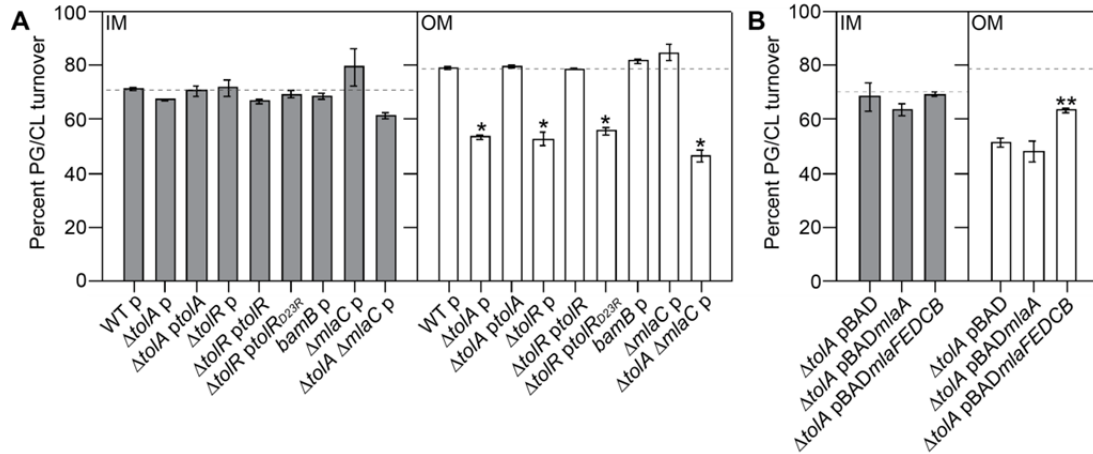 A
Percent PG/CL turnover
100
80
60
40
20
0
IM
OM
*
*
*
*
WT p
ΔtolA p
ΔtolA ptolA
ΔtolR p
ΔtolR ptolR
ΔtolR ptolR_D23R
bamB p
ΔmlaC p
ΔtolA ΔmlaC p
WT p
ΔtolA p
ΔtolA ptolA
ΔtolR p
ΔtolR ptolR
ΔtolR ptolR_D23R
bamB p
ΔmlaC p
ΔtolA ΔmlaC p
B
Percent PG/CL turnover
100
80
60
40
20
0
IM
OM
**
ΔtolA pBAD
ΔtolA pBADmlaA
ΔtolA pBADmlaFEDCB
ΔtolA pBAD
ΔtolA pBADmlaA
ΔtolA pBADmlaFEDCB